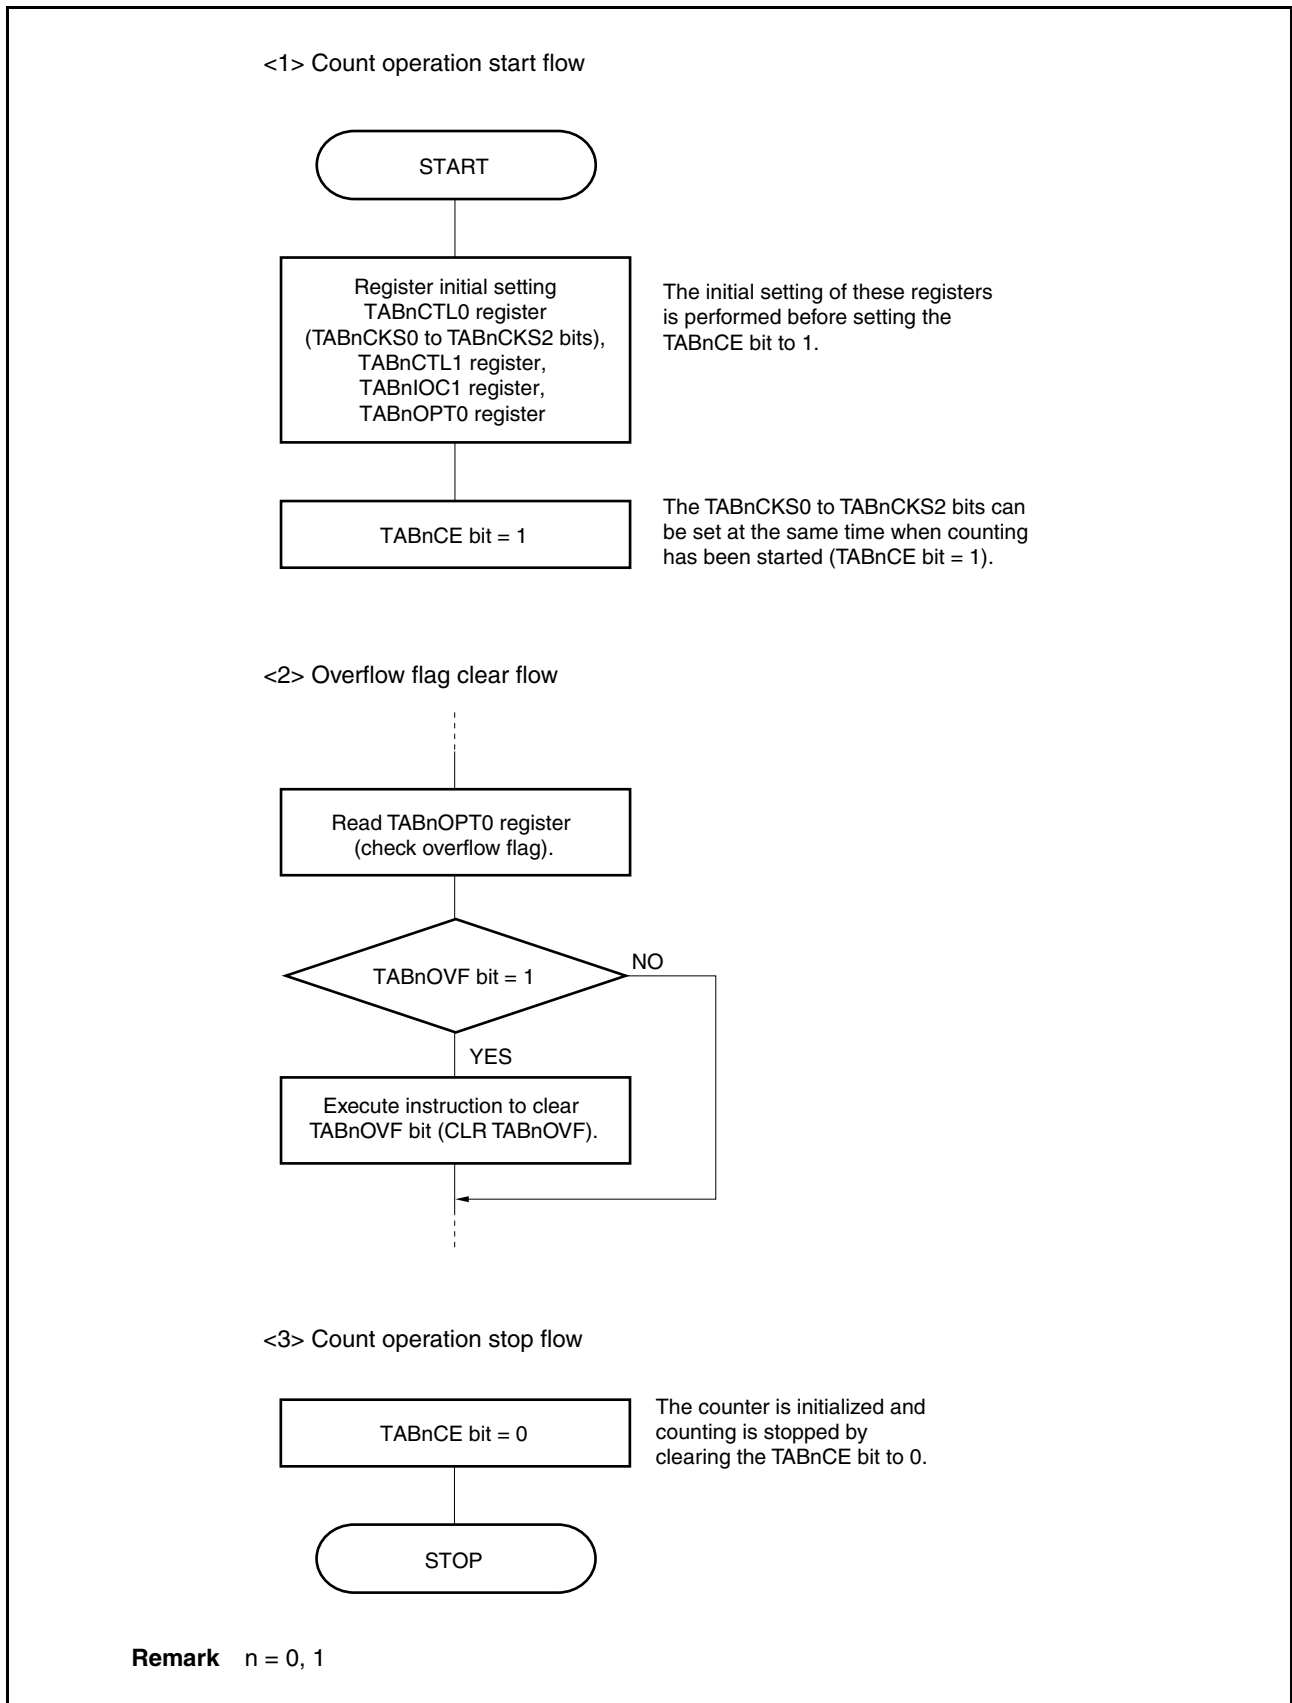 <1> Count operation start flow
START
Register initial setting
TABnCTL0 register
(TABnCKS0 to TABnCKS2 bits),
TABnCTL1 register,
TABnIOC1 register,
TABnOPT0 register
The initial setting of these registers
is performed before setting the
TABnCE bit to 1.
TABnCE bit = 1
The TABnCKS0 to TABnCKS2 bits can
be set at the same time when counting
has been started (TABnCE bit = 1).
<2> Overflow flag clear flow
Read TABnOPT0 register
(check overflow flag).
TABnOVF bit = 1
NO
YES
Execute instruction to clear
TABnOVF bit (CLR TABnOVF).
<3> Count operation stop flow
TABnCE bit = 0
The counter is initialized and
counting is stopped by
clearing the TABnCE bit to 0.
STOP
Remark n = 0, 1